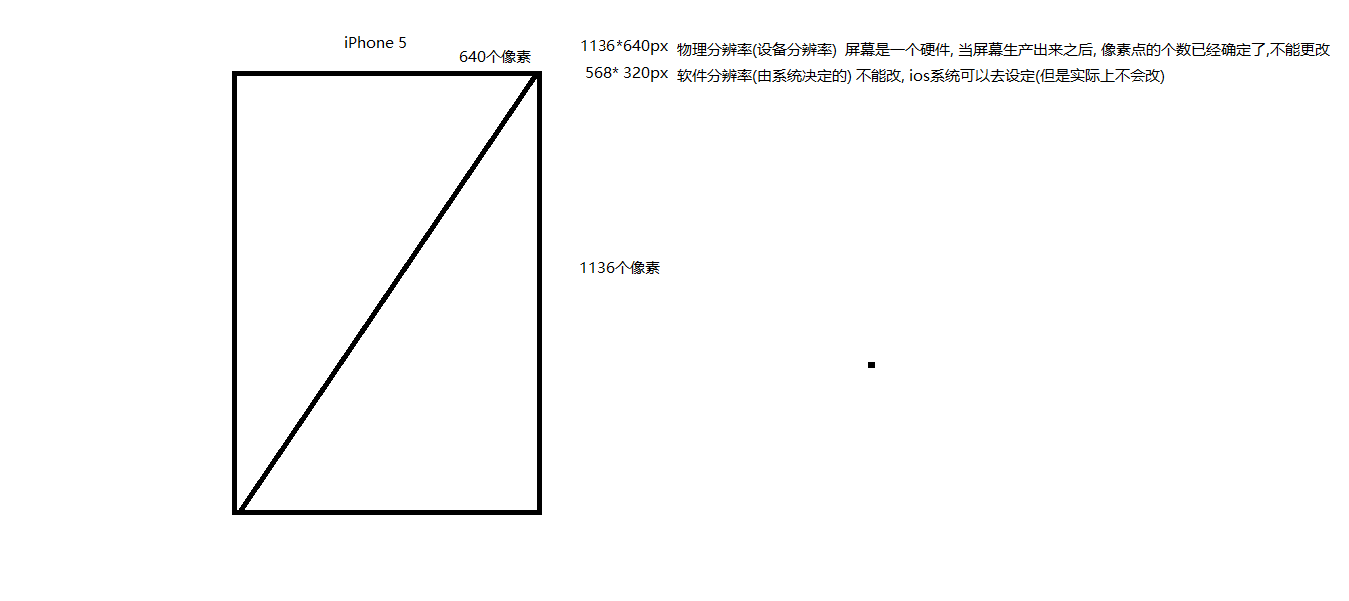 iPhone 5
640个像素
1136*640px 物理分辨率(设备分辨率) 屏幕是一个硬件, 当屏幕生产出来之后, 像素点的个数已经确定了,不能更改
568* 320px 软件分辨率(由系统决定的) 不能改, ios系统可以去设定(但是实际上不会改)
1136个像素